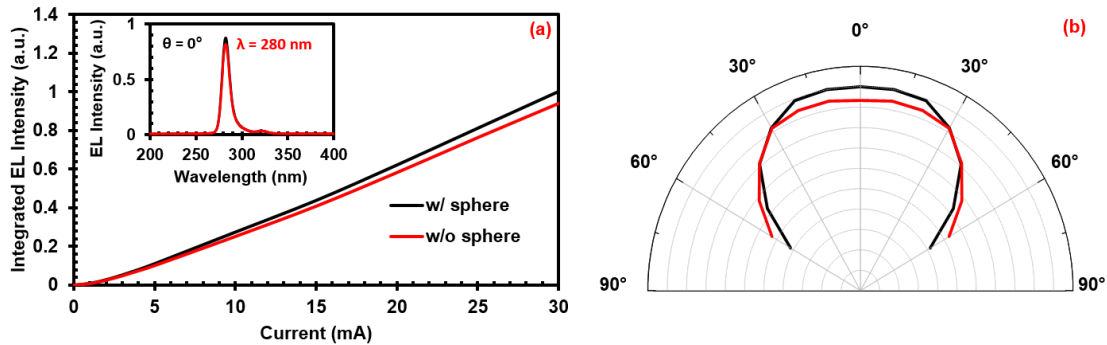 (a)
Integrated EL Intensity (a.u.)
1.4
1.2
1
0.8
0.6
0.4
0.2
0
0 5 10 15 20 25 30
Current (mA)
EL Intensity (a.u.)
1
0.5
0
200 250 300 350 400
Wavelength (nm)
θ = 0° λ = 280 nm
w/ sphere
w/o sphere
(b)
0°
30° 30°
60° 60°
90° 90°